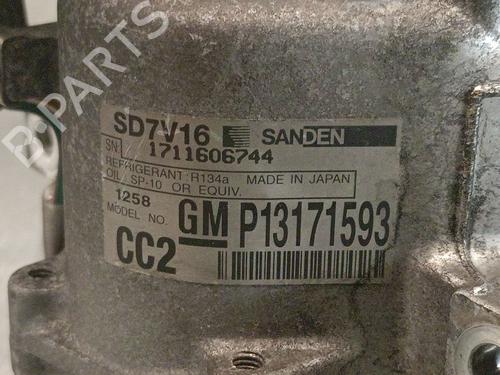 B-PARTS
SD7V16 SANDEN
SN 1711606744
REFRIGERANT : R134a MADE IN JAPAN
OIL / SP-10 OR EQUIV.
1258
MODEL NO.
GM P13171593
CC2